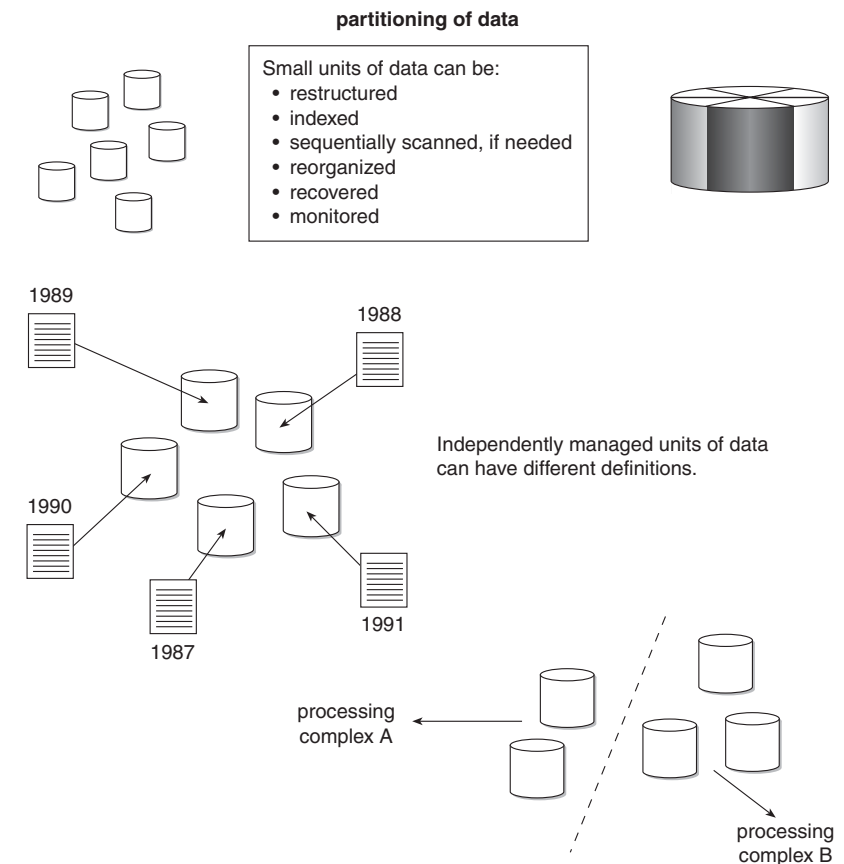 partitioning of data
Small units of data can be:
• restructured
• indexed
• sequentially scanned, if needed
• reorganized
• recovered
• monitored
1989
1988
Independently managed units of data
can have different definitions.
1990
1991
1987
processing
complex A
processing
complex B